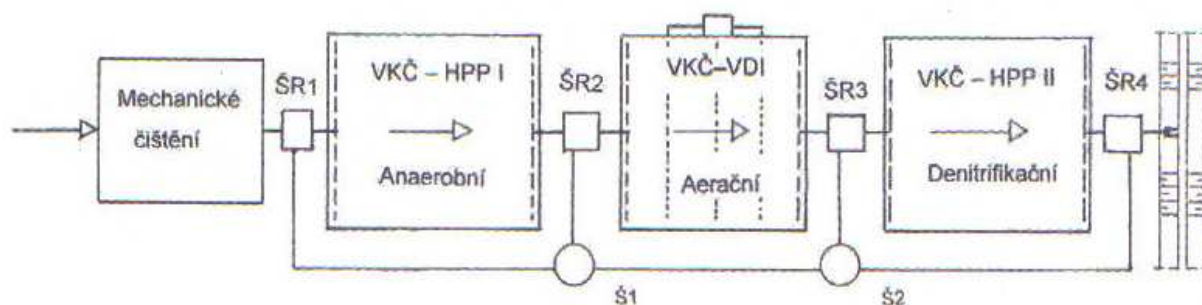 Mechanické
čištění
ŠR1
VKČ – HPP I
Anaerobní
ŠR2
VKČ–VDI
Aerační
ŠR3
VKČ – HPP II
Denitrifikační
ŠR4
Š1
Š2